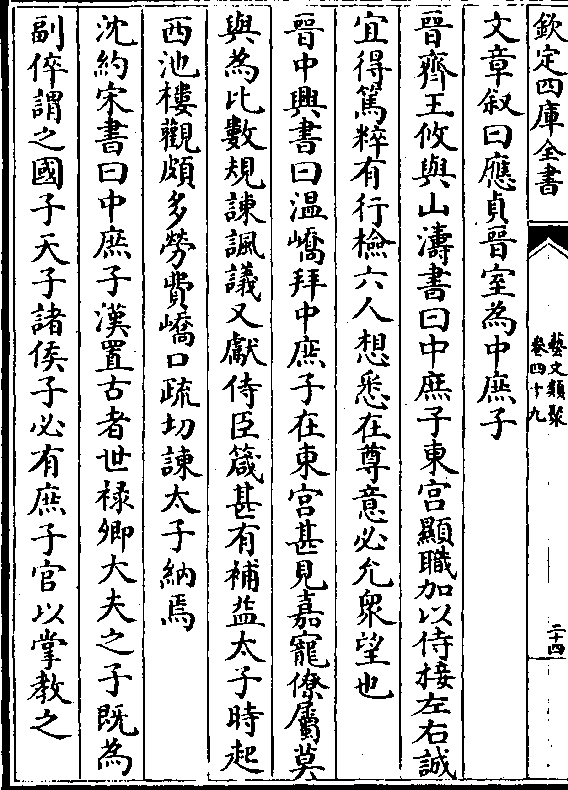 欽定四庫全書
藝文類聚
卷四十九
二十四
文章叙曰應貞晉室為中庶子
晉齊王攸與山濤書曰中庶子東宫顯職加以侍接左右誠
宜得篤粹有行檢六人想悉在尊意必允衆望也
晉中興書曰温嶠拜中庶子在東宫甚見嘉寵僚屬莫
與為比數規諫諷議又獻侍臣箴甚有補益太子時起
西池樓觀頗多勞費嶠口疏切諫太子納焉
沈約宋書曰中庶子漢置古者世禄卿大夫之子既為
副倅謂之國子天子諸侯子必有庶子官以掌教之